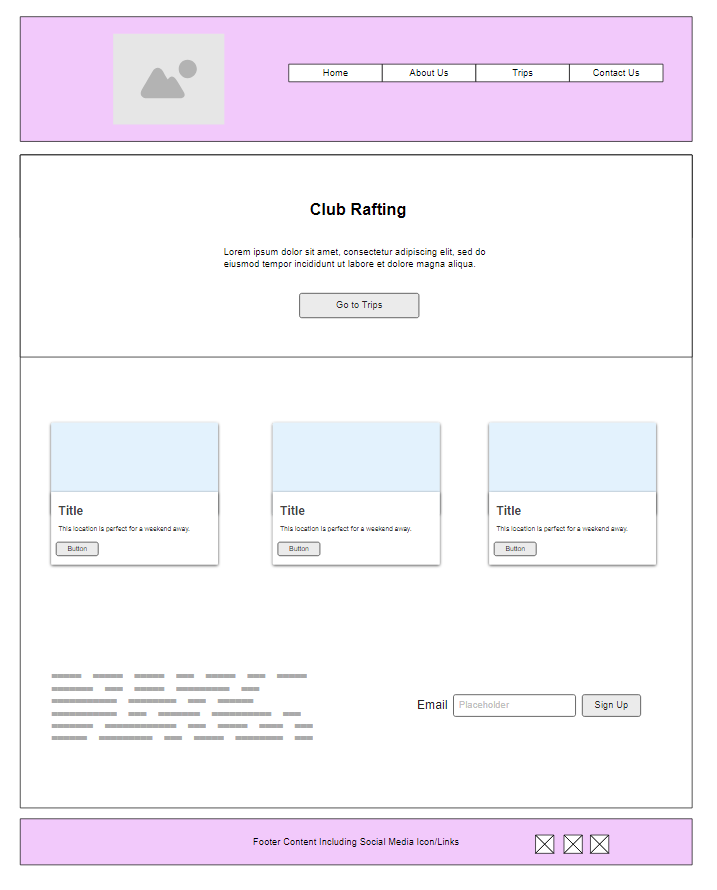 Home
About Us
Trips
Contact Us
Club Rafting
Lorem ipsum dolor sit amet, consectetur adipiscing elit, sed do
eiusmod tempor incididunt ut labore et dolore magna aliqua.
Go to Trips
Title
This location is perfect for a weekend away.
Button
Title
This location is perfect for a weekend away.
Button
Title
This location is perfect for a weekend away.
Button
Email
Placeholder
Sign Up
Footer Content Including Social Media Icon/Links